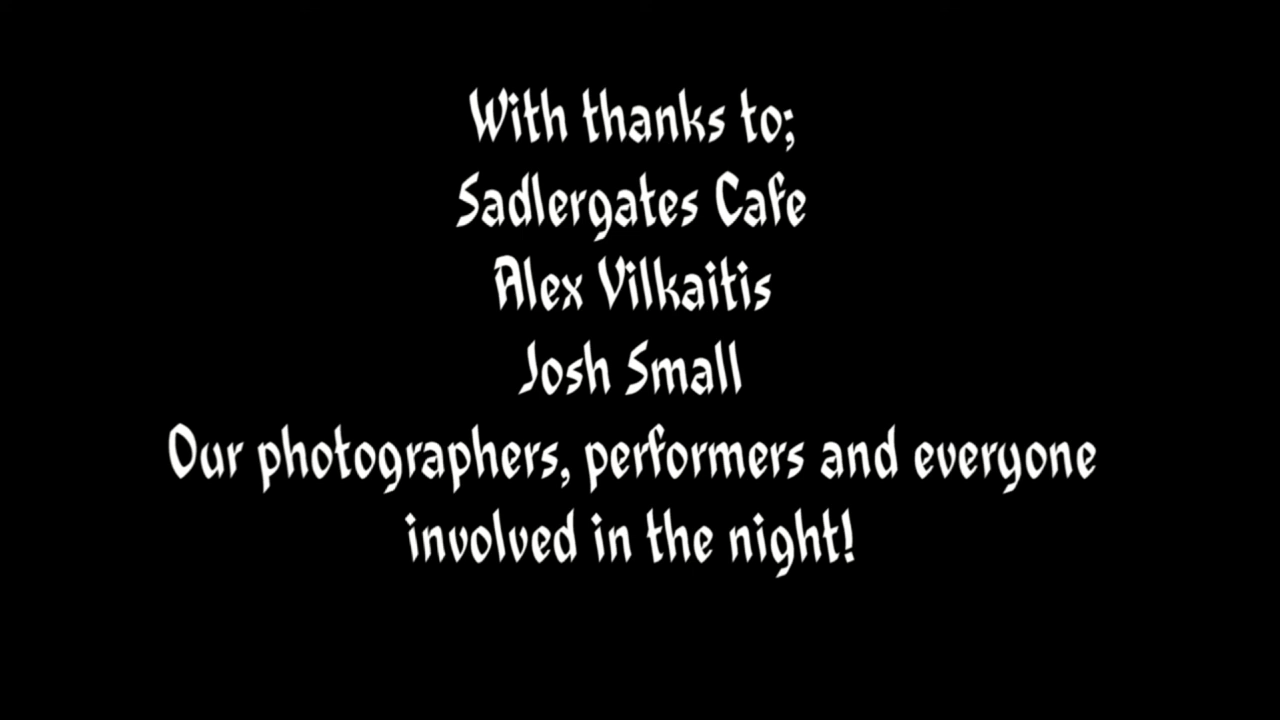 With thanks to;
Sadlergates Cafe
Alex Vilkaitis
Josh Small
Our photographers, performers and everyone
involved in the night!